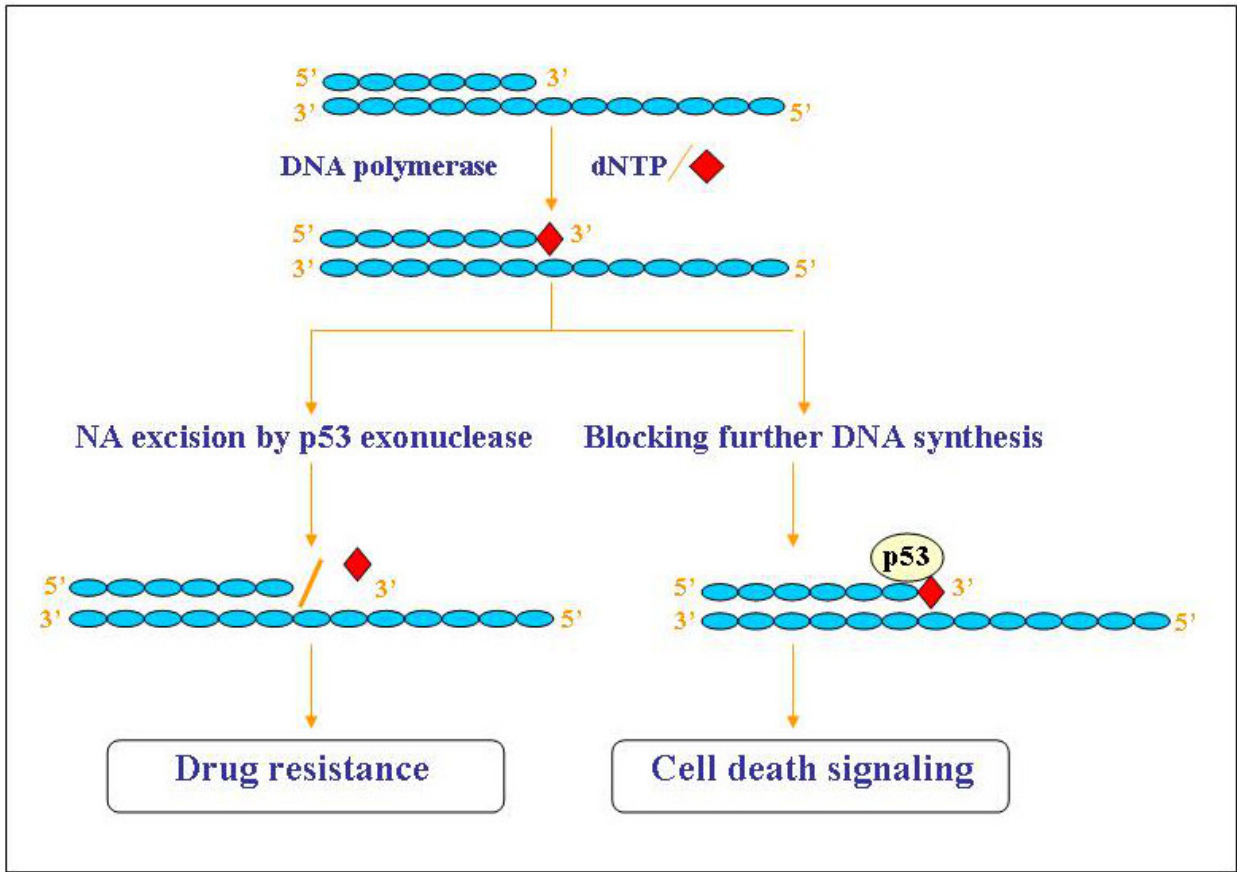 5’ 3’
3’ 5’
DNA polymerase dNTP/
5’ 3’
3’ 5’
NA excision by p53 exonuclease Blocking further DNA synthesis
p53
5’ 3’ 5’ 3’
3’ 5’ 3’ 5’
Drug resistance Cell death signaling